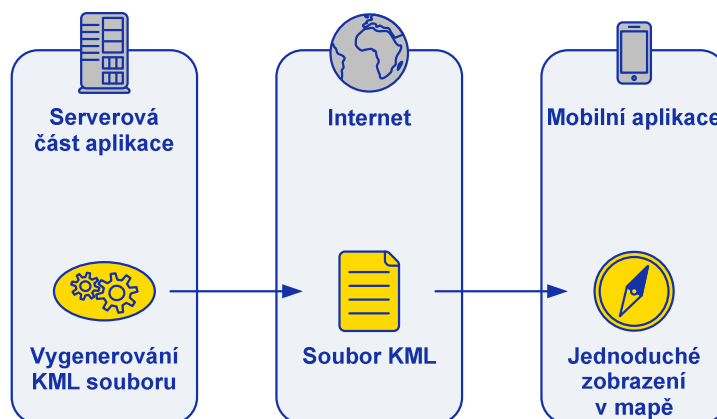 Serverová
část aplikace
Internet
Mobilní aplikace
Vygenerování
KML souboru
Soubor KML
Jednoduché
zobrazení
v mapě